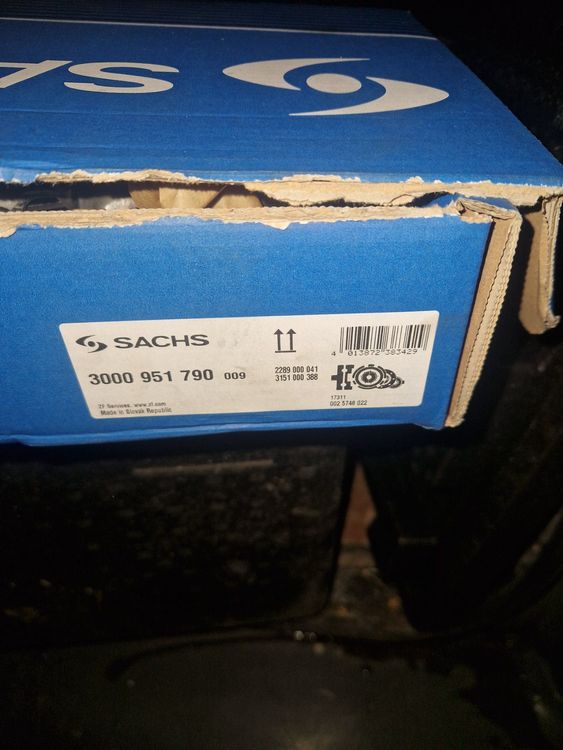 SA
SACHS
3000 951 790 009
2289 000 041
3151 000 388
4 013872 383429
17311
002 5748 022
ZF Services. www.zf.com
Made in Slovak Republic